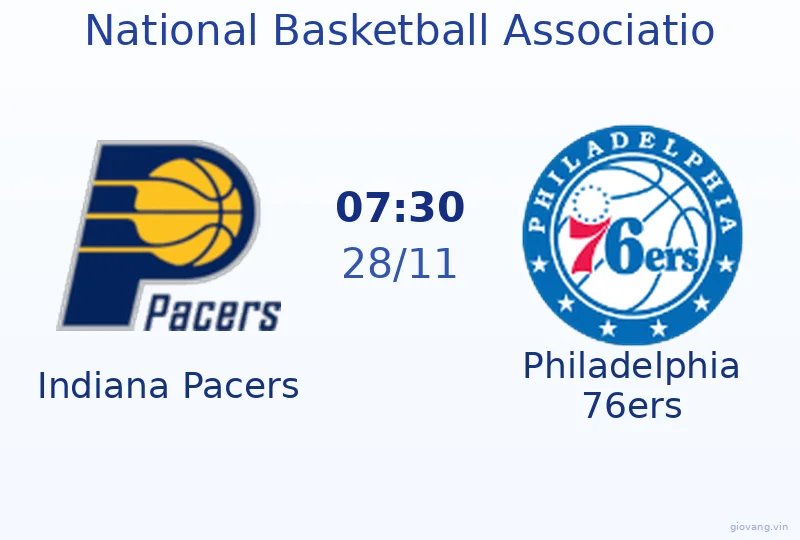 National Basketball Associatio
PHILADELPHIA
76ers
Pacers
07:30
28/11
Indiana Pacers
Philadelphia
76ers
giovang.vin